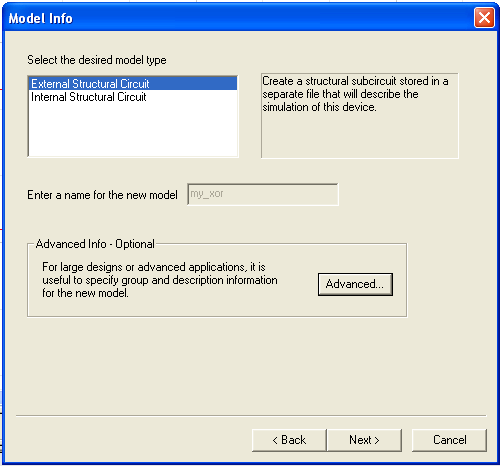 Model Info
Select the desired model type
External Structural Circuit
Internal Structural Circuit
Create a structural subcircuit stored in a
separate file that will describe the
simulation of this device.
Enter a name for the new model
my_xor
Advanced Info - Optional
For large designs or advanced applications, it is
useful to specify group and description information
for the new model.
Advanced...
< Back
Next >
Cancel